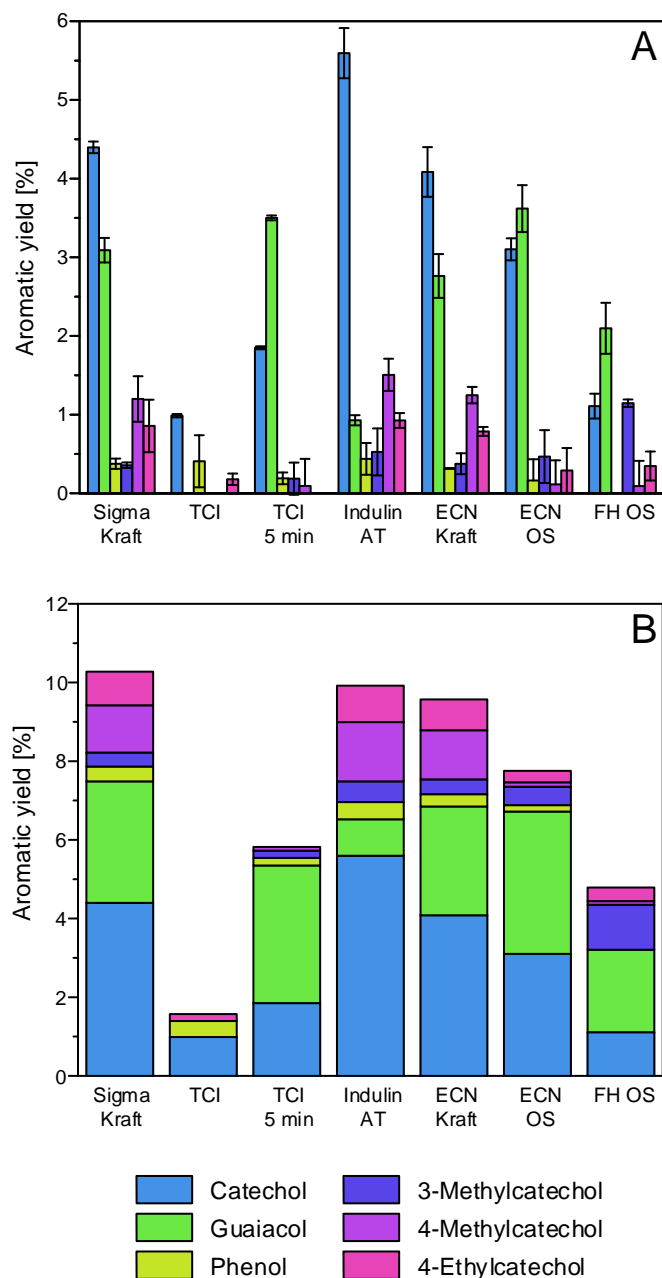 A
Aromatic yield [%]
6
5
4
3
2
1
0
Sigma Kraft
TCI
TCI 5 min
Indulin AT
ECN Kraft
ECN OS
FH OS
B
Aromatic yield [%]
12
10
8
6
4
2
0
Sigma Kraft
TCI
TCI 5 min
Indulin AT
ECN Kraft
ECN OS
FH OS
Catechol
3-Methylcatechol
Guaiacol
4-Methylcatechol
Phenol
4-Ethylcatechol